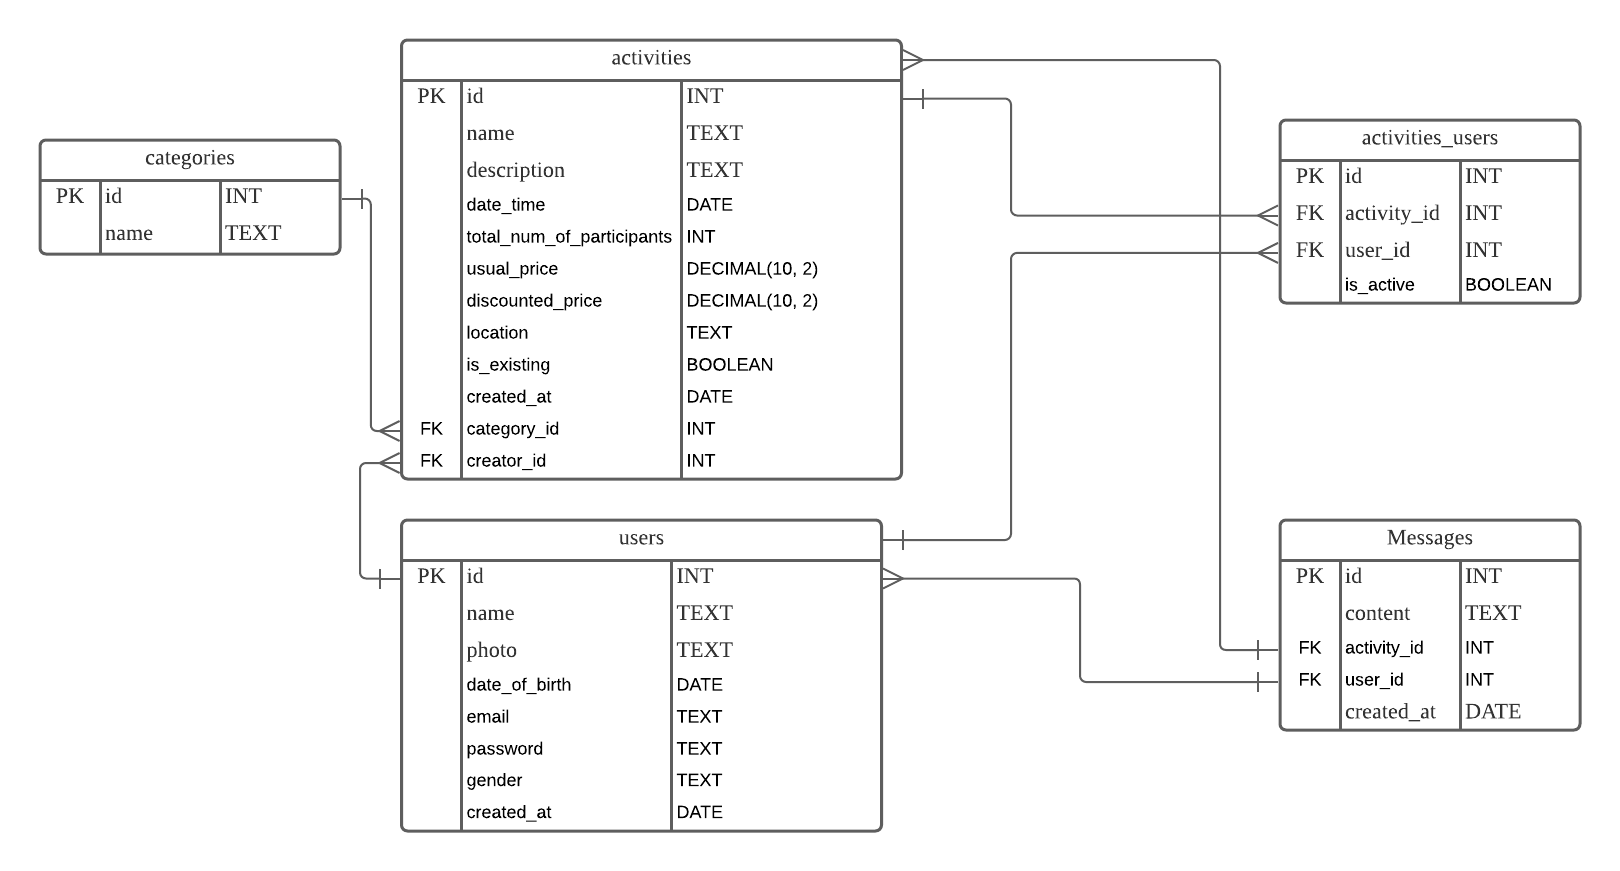 activities
PK id INT
name TEXT
description TEXT
date_time DATE
total_num_of_participants INT
usual_price DECIMAL(10, 2)
discounted_price DECIMAL(10, 2)
location TEXT
is_existing BOOLEAN
created_at DATE
FK category_id INT
FK creator_id INT
categories
PK id INT
name TEXT
activities_users
PK id INT
FK activity_id INT
FK user_id INT
is_active BOOLEAN
users
PK id INT
name TEXT
photo TEXT
date_of_birth DATE
email TEXT
password TEXT
gender TEXT
created_at DATE
Messages
PK id INT
content TEXT
FK activity_id INT
FK user_id INT
created_at DATE